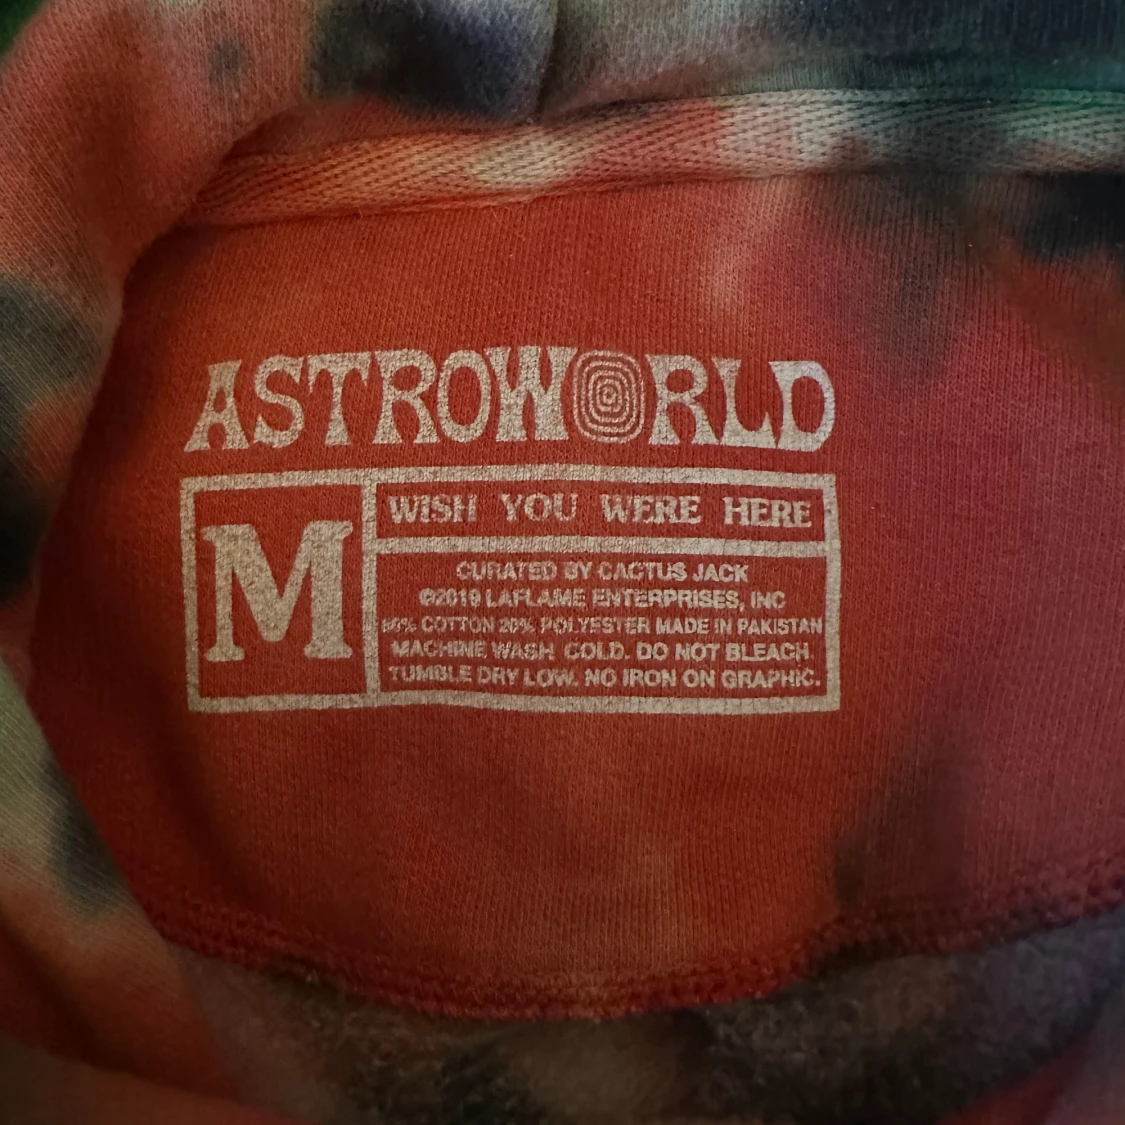 ASTROWORLD
M
WISH YOU WERE HERE
CURATED BY CACTUS JACK
©2019 LAFLAME ENTERPRISES, INC
80% COTTON 20% POLYESTER MADE IN PAKISTAN
MACHINE WASH COLD. DO NOT BLEACH
TUMBLE DRY LOW. NO IRON ON GRAPHIC.